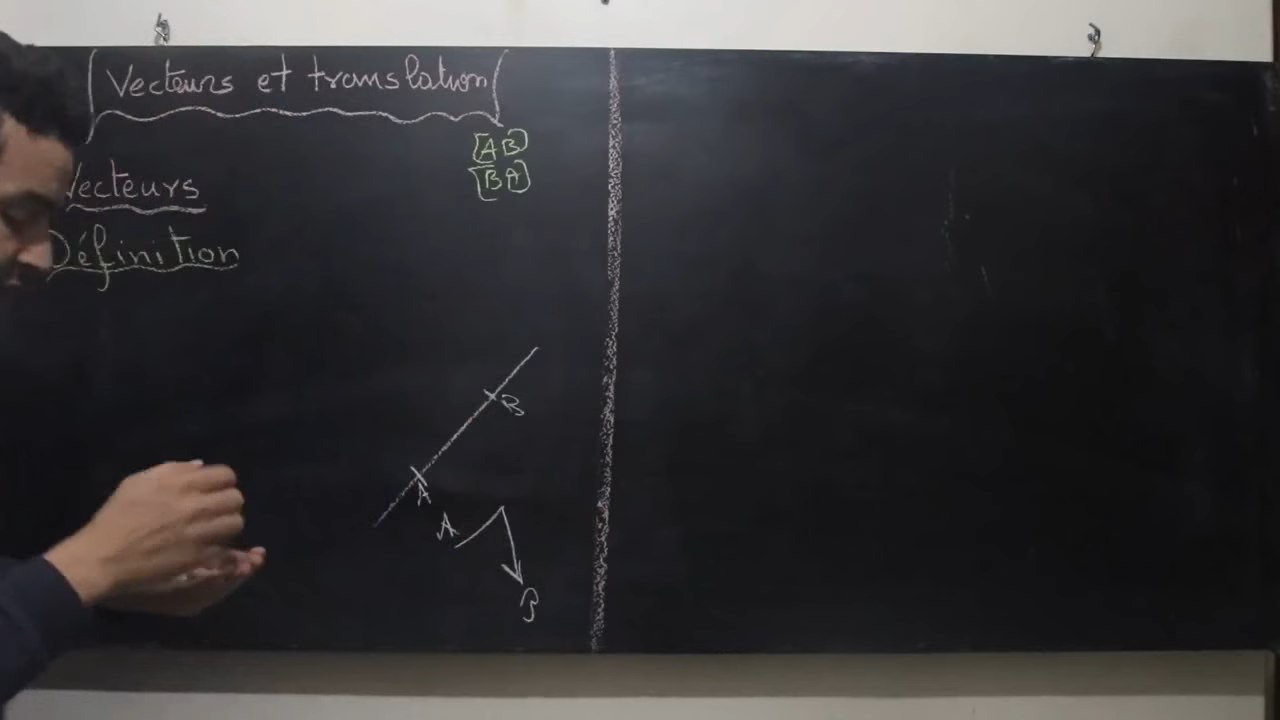 Vecteurs et translation
[AB]
[BA]
Vecteurs
Définition
B
A
A
B